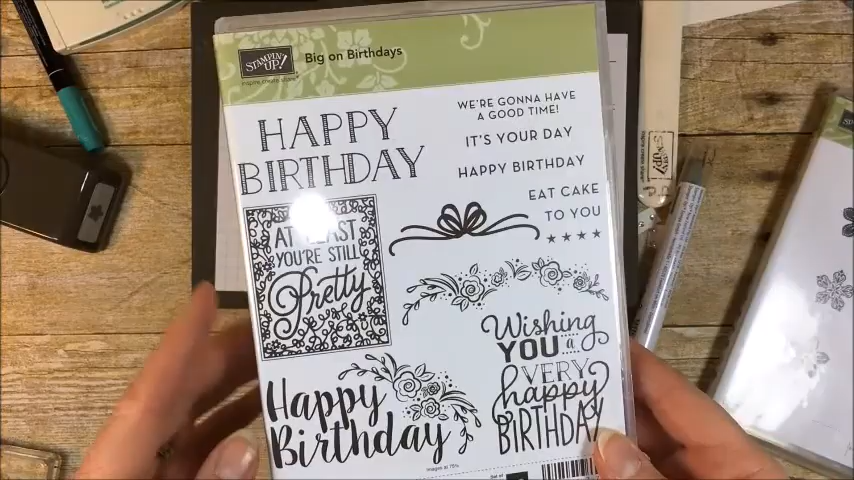 STAMPIN' UP!
inspire. create. share.
Big on Birthdays
HAPPY
BIRTHDAY
WE'RE GONNA HAVE
A GOOD TIME!
IT'S YOUR DAY
HAPPY BIRTHDAY
EAT CAKE
TO YOU
AT LEAST
YOU'RE STILL
Pretty
Wishing
YOU a
VERY
happy
BIRTHDAY
Happy
Birthday
images at 75%
Set of